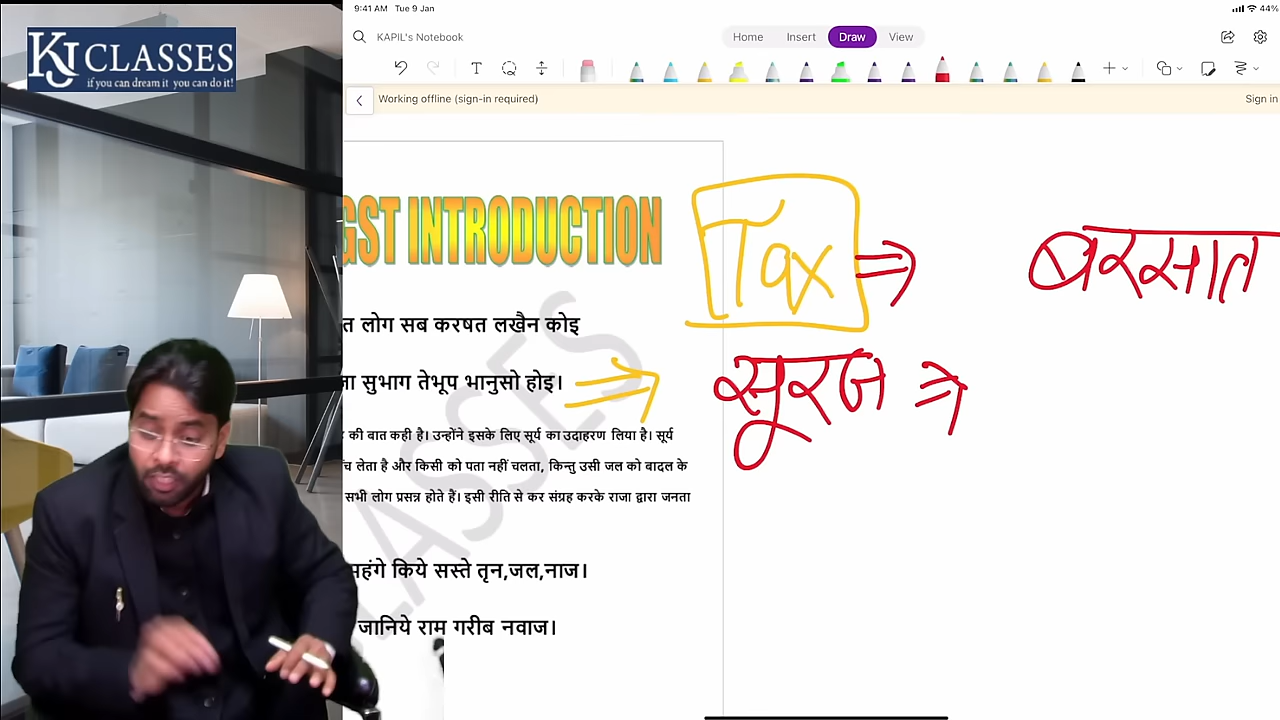 KJ CLASSES
if you can dream it you can do it!
9:41 AM Tue 9 Jan
44%
KAPIL's Notebook
Home Insert Draw View
Working offline (sign-in required)
Sign in
GST INTRODUCTION
Tax ⇒ बरसात
त लोग सब करषत लखैन कोइ
सुभाग तेभूप भानुसो होइ।
⇒ सूरज ⇒
की बात कही है। उन्होंने इसके लिए सूर्य का उदाहरण लिया है। सूर्य
लेता है और किसी को पता नहीं चलता, किन्तु उसी जल को बादल के
सभी लोग प्रसन्न होते हैं। इसी रीति से कर संग्रह करके राजा द्वारा जनता
महंगे किये सस्ते तृन,जल,नाज।
जानिये राम गरीब नवाज।
CLASSES